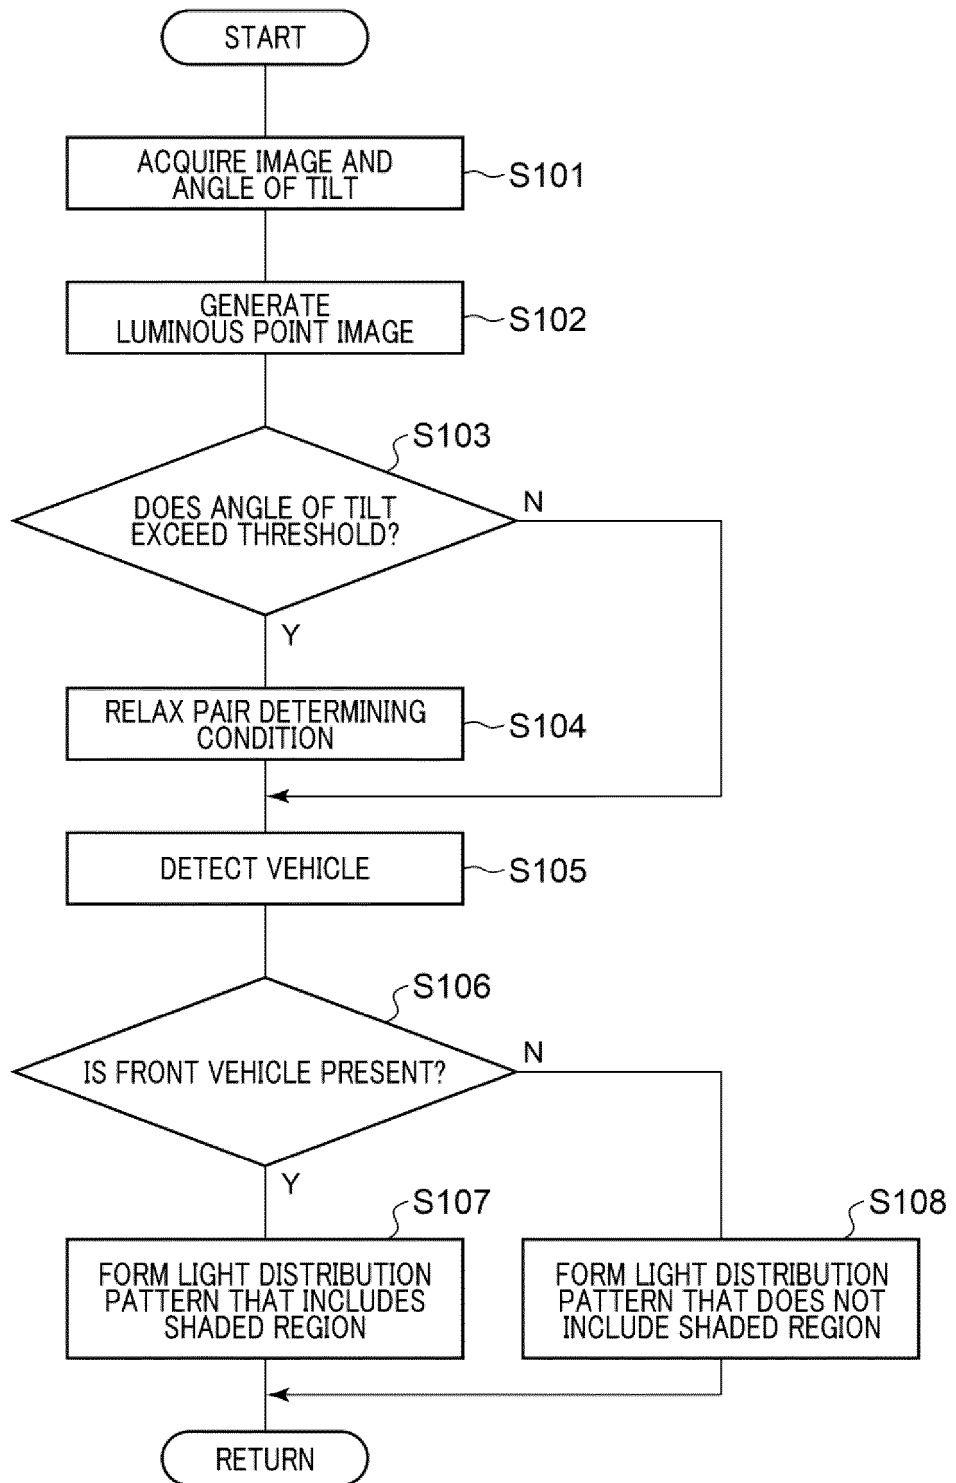 START
ACQUIRE IMAGE AND
ANGLE OF TILT
S101
GENERATE
LUMINOUS POINT IMAGE
S102
S103
DOES ANGLE OF TILT
EXCEED THRESHOLD?
N
Y
RELAX PAIR DETERMINING
CONDITION
S104
DETECT VEHICLE
S105
S106
IS FRONT VEHICLE PRESENT?
N
Y
S107
FORM LIGHT DISTRIBUTION
PATTERN THAT INCLUDES
SHADED REGION
S108
FORM LIGHT DISTRIBUTION
PATTERN THAT DOES NOT
INCLUDE SHADED REGION
RETURN